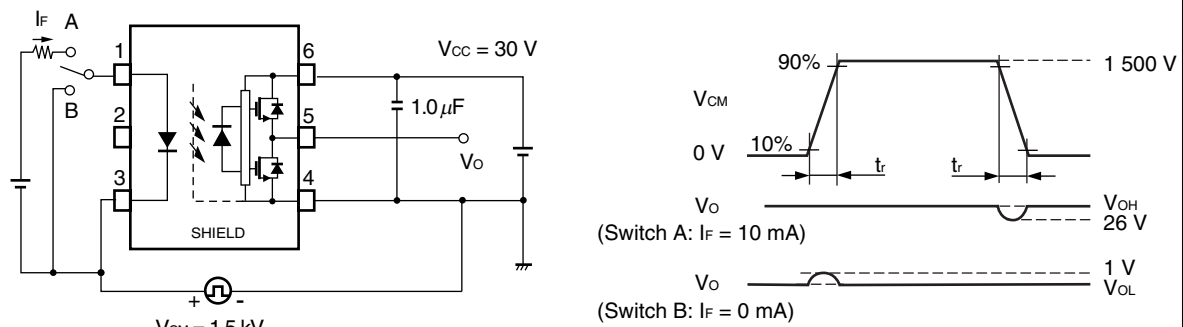 IF A
B
1
2
3
6
5
4
SHIELD
VCC = 30 V
1.0 μF
VO
+ -
VCM = 1.5 kV
VCM
90%
10%
0 V
1 500 V
tr
tr
VO
(Switch A: IF = 10 mA)
VOH
26 V
VO
(Switch B: IF = 0 mA)
1 V
VOL